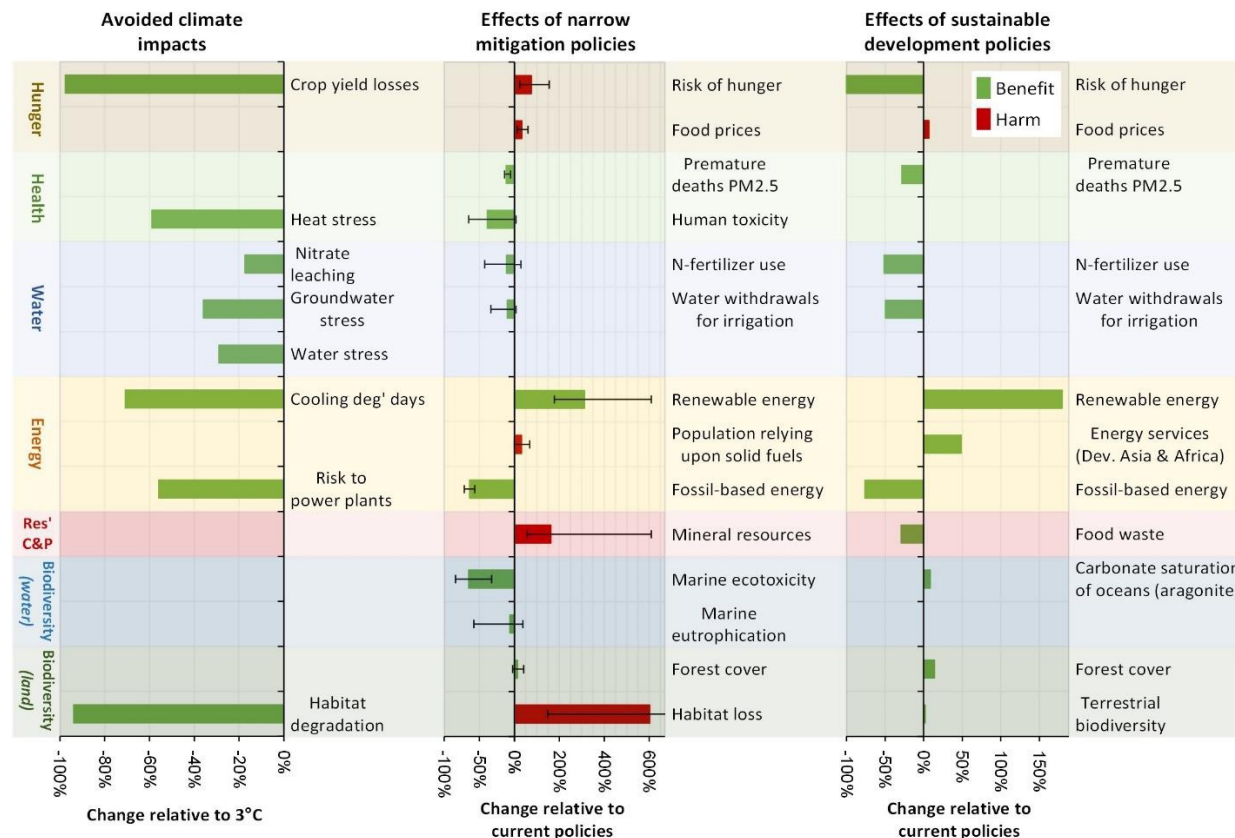 Avoided climate
impacts
Effects of narrow
mitigation policies
Effects of sustainable
development policies
Hunger
Crop yield losses
Risk of hunger
Benefit
Harm
Risk of hunger
Food prices
Food prices
Health
Premature
deaths PM2.5
Premature
deaths PM2.5
Heat stress
Human toxicity
Water
Nitrate
leaching
N-fertilizer use
N-fertilizer use
Groundwater
stress
Water withdrawals
for irrigation
Water withdrawals
for irrigation
Water stress
Energy
Cooling deg' days
Renewable energy
Renewable energy
Population relying
upon solid fuels
Energy services
(Dev. Asia & Africa)
Risk to
power plants
Fossil-based energy
Fossil-based energy
Res'
C&P
Mineral resources
Food waste
Biodiversity
(water)
Marine ecotoxicity
Carbonate saturation
of oceans (aragonite
Marine
eutrophication
Biodiversity
(land)
Forest cover
Forest cover
Habitat
degradation
Habitat loss
Terrestrial
biodiversity
-100%
-80%
-60%
-40%
-20%
0%
-100%
-50%
0%
200%
400%
600%
-100%
-50%
0%
50%
100%
150%
Change relative to 3°C
Change relative to
current policies
Change relative to
current policies